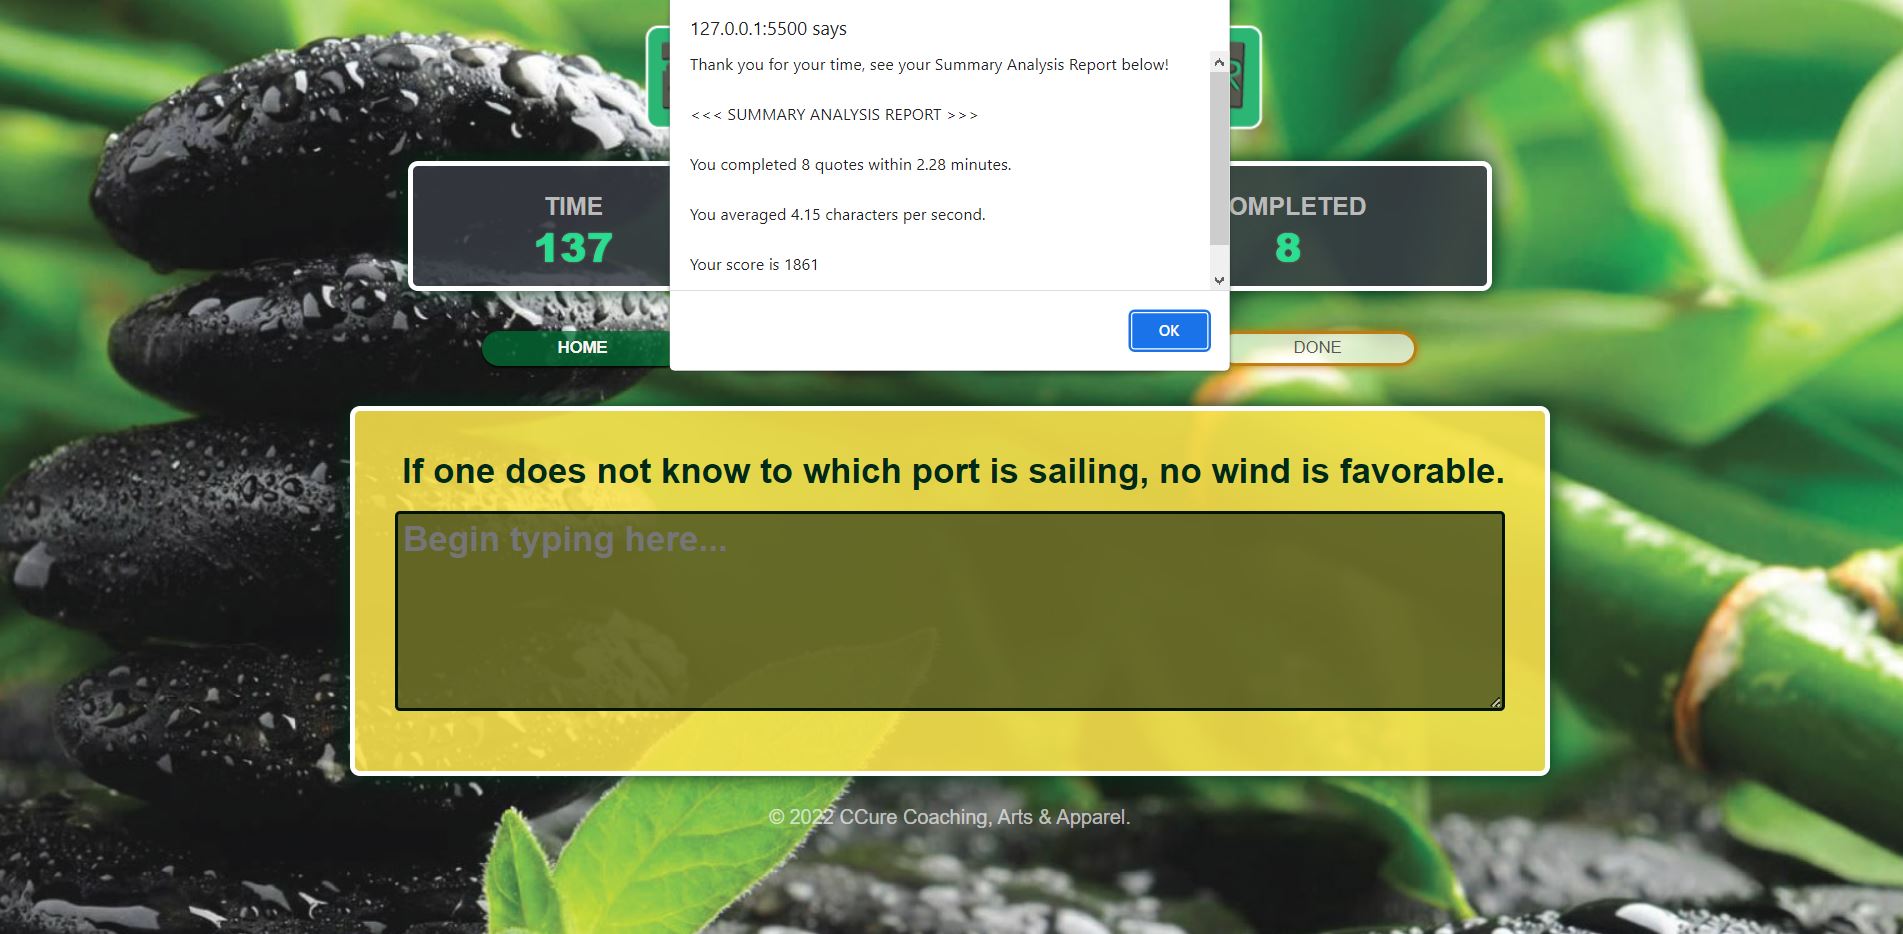 127.0.0.1:5500 says
Thank you for your time, see your Summary Analysis Report below!
<<< SUMMARY ANALYSIS REPORT >>>
You completed 8 quotes within 2.28 minutes.
You averaged 4.15 characters per second.
Your score is 1861
OK
TIME
137
OMPLETED
8
HOME
DONE
If one does not know to which port is sailing, no wind is favorable.
Begin typing here...
© 2022 CCure Coaching, Arts & Apparel.